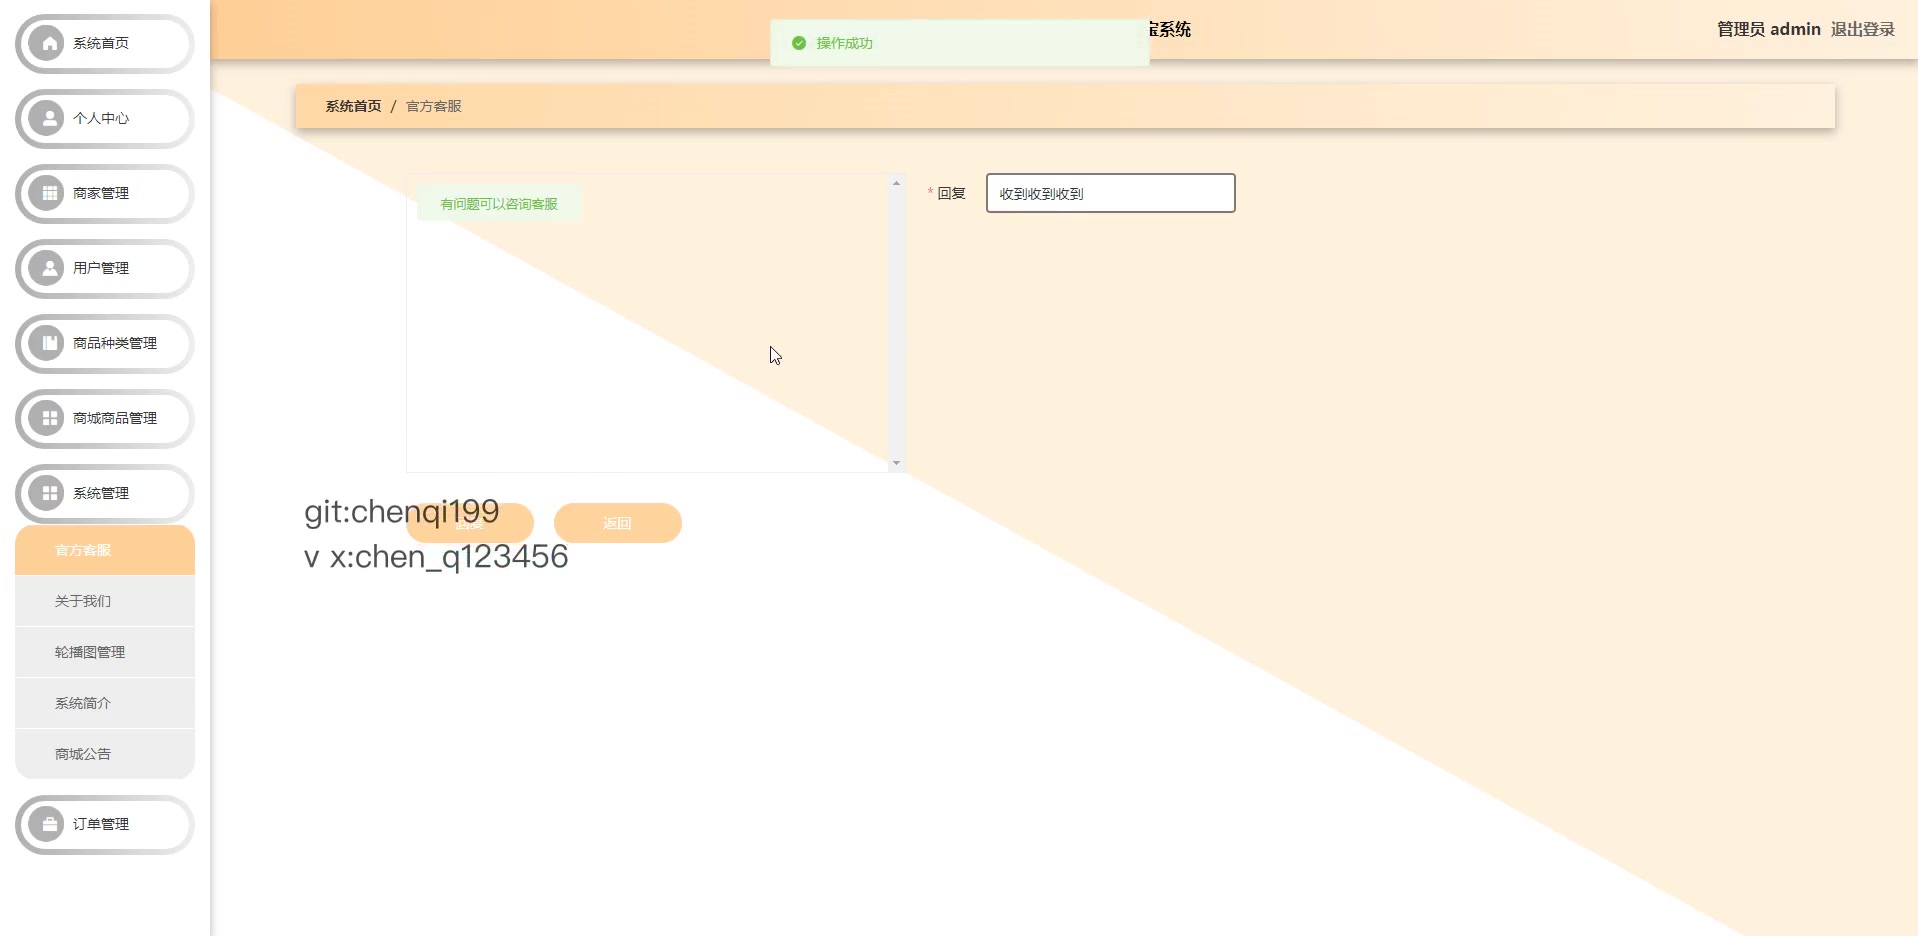 系统首页
个人中心
商家管理
用户管理
商品种类管理
商城商品管理
系统管理
官方客服
关于我们
轮播图管理
系统简介
商城公告
订单管理
操作成功
系统
管理员 admin 退出登录
系统首页 / 官方客服
有问题可以咨询客服
* 回复 收到收到收到
返回
git:chenqi199
v x:chen_q123456